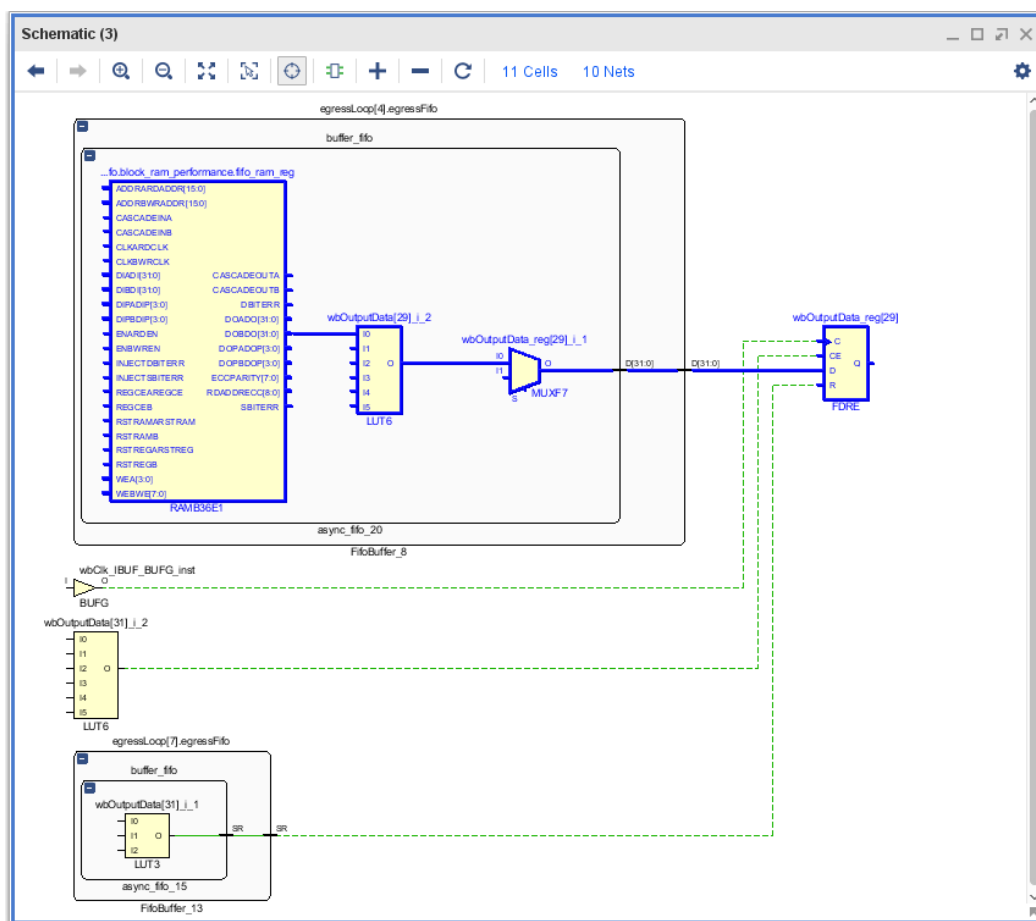 Schematic (3)
11 Cells 10 Nets
egressLoop[4].egressFifo
buffer_fifo
...fo.block_ram_performance.fifo_ram_reg
ADDRARDADDR[15:0]
ADDRBWRADDR[15:0]
CASCADEINA
CASCADEINB
CLKARDCLK
CLKBWRCLK
DIADI[31:0] CASCADEOUTA
DIBDI[31:0] CASCADEOUTB
DIPADIP[3:0] DBITERR
DIPBDIP[3:0] DOADO[31:0]
ENARDEN DOBDO[31:0]
ENBWREN DOPADOP[3:0]
INJECTDBITERR DOPBDOP[3:0]
INJECTSBITERR ECCPARITY[7:0]
REGCEAREGCE RDADDRECC[8:0]
REGCEB SBITERR
RSTRAMARSTRAM
RSTRAMB
RSTREGARSTREG
RSTREGB
WEA[3:0]
WEBWE[7:0]
RAMB36E1
wbOutputData[29]_i_2
I0
I1
I2 O
I3
I4
I5
LUT6
wbOutputData_reg[29]_i_1
I0
I1 O
S
MUXF7
D[31:0] D[31:0]
wbOutputData_reg[29]
C
CE
D Q
R
FDRE
async_fifo_20
FifoBuffer_8
wbClk_IBUF_BUFG_inst
I O
BUFG
wbOutputData[31]_i_2
I0
I1
I2 O
I3
I4
I5
LUT6
egressLoop[7].egressFifo
buffer_fifo
wbOutputData[31]_i_1
I0
I1 O
I2
LUT3
SR SR
async_fifo_15
FifoBuffer_13